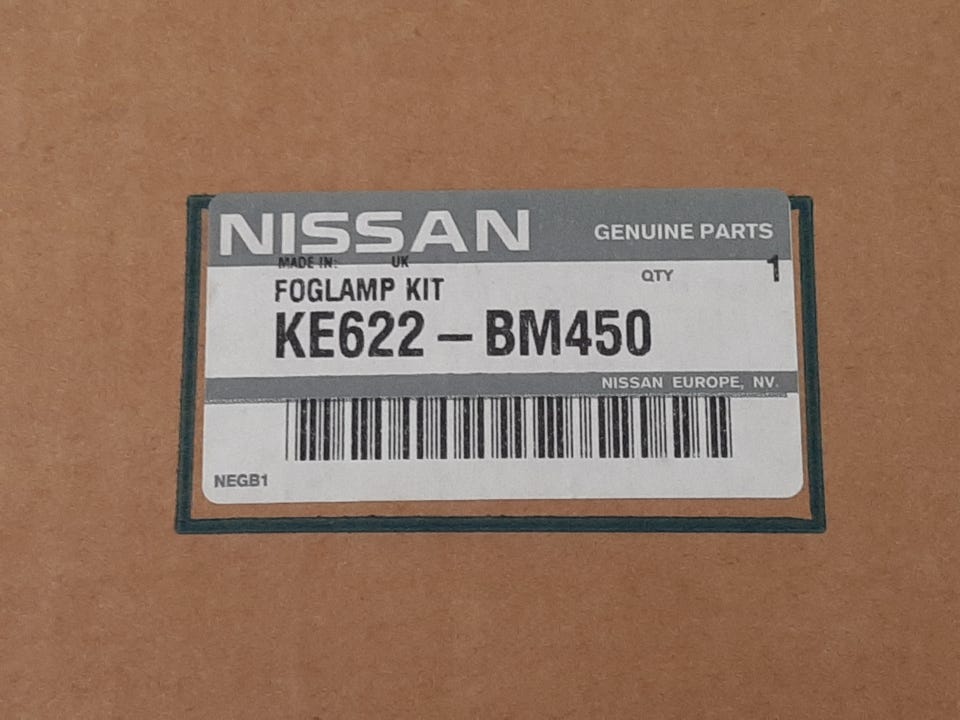 NISSAN GENUINE PARTS
MADE IN: UK
QTY 1
FOGLAMP KIT
KE622-BM450
NISSAN EUROPE, NV.
NEGB1